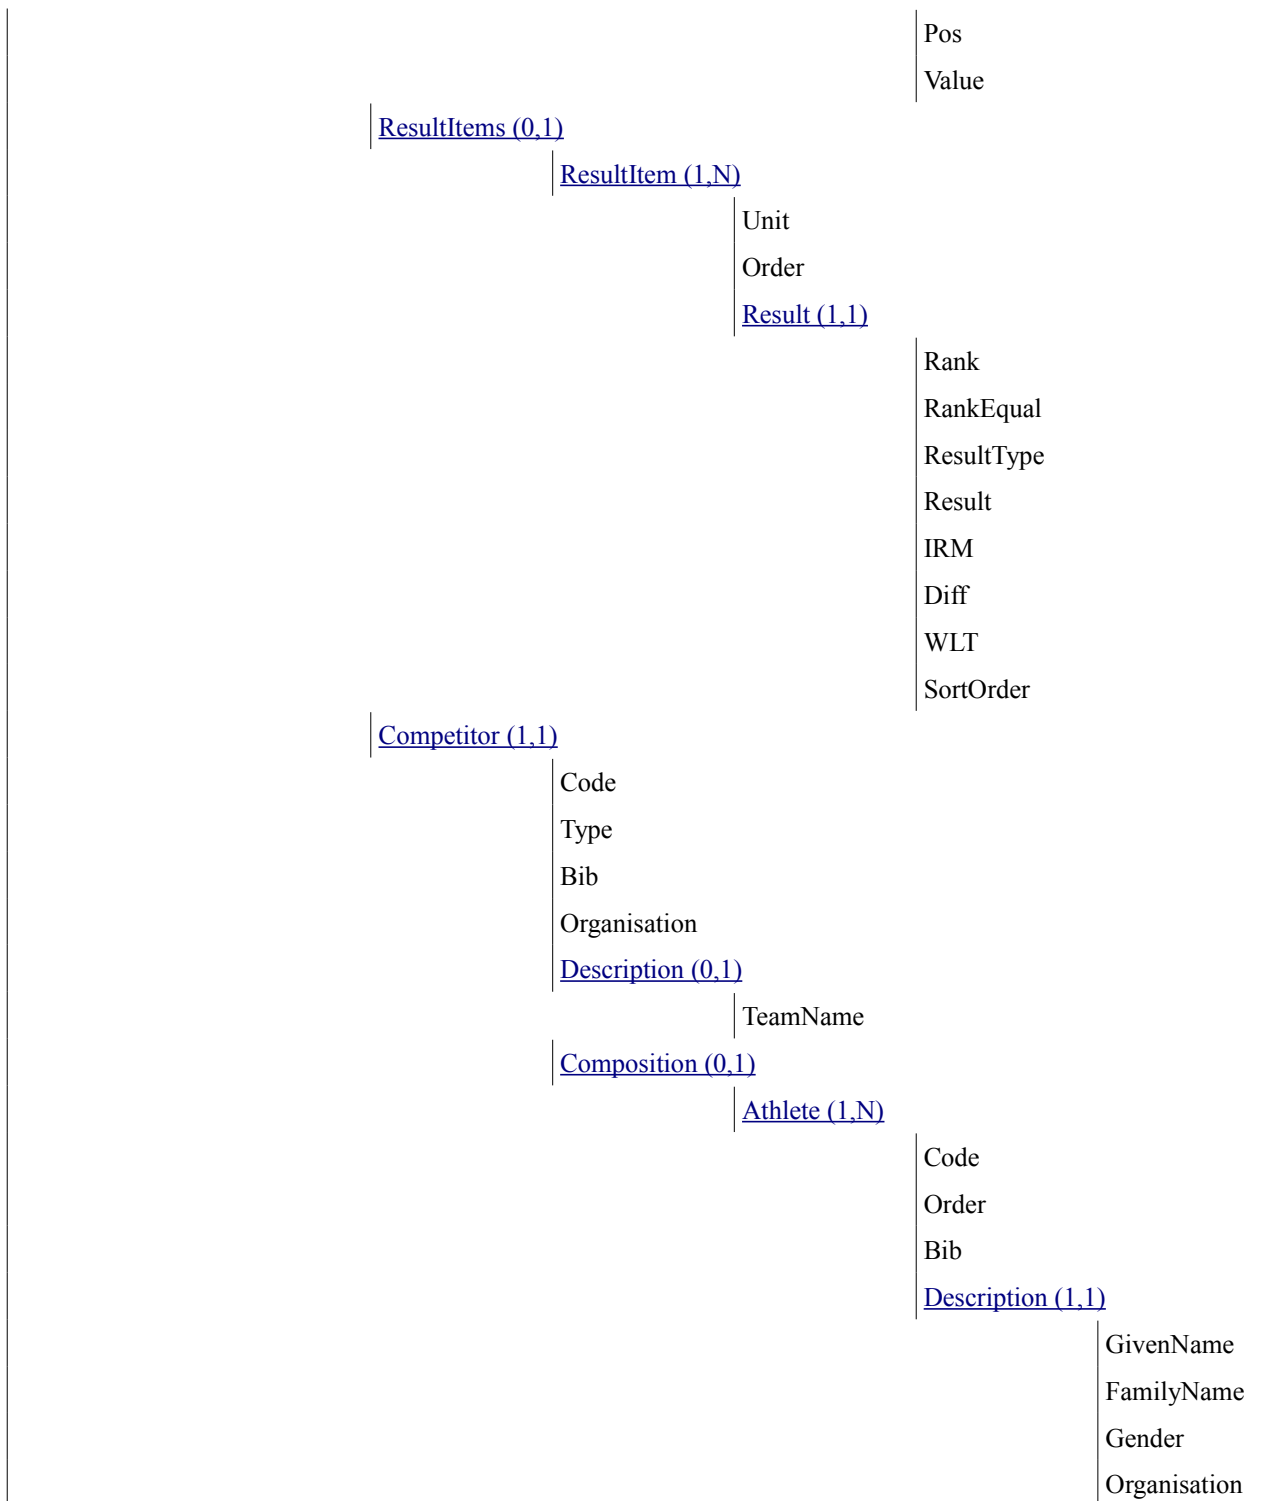 Pos
Value
ResultItems (0,1)
ResultItem (1,N)
Unit
Order
Result (1,1)
Rank
RankEqual
ResultType
Result
IRM
Diff
WLT
SortOrder
Competitor (1,1)
Code
Type
Bib
Organisation
Description (0,1)
TeamName
Composition (0,1)
Athlete (1,N)
Code
Order
Bib
Description (1,1)
GivenName
FamilyName
Gender
Organisation